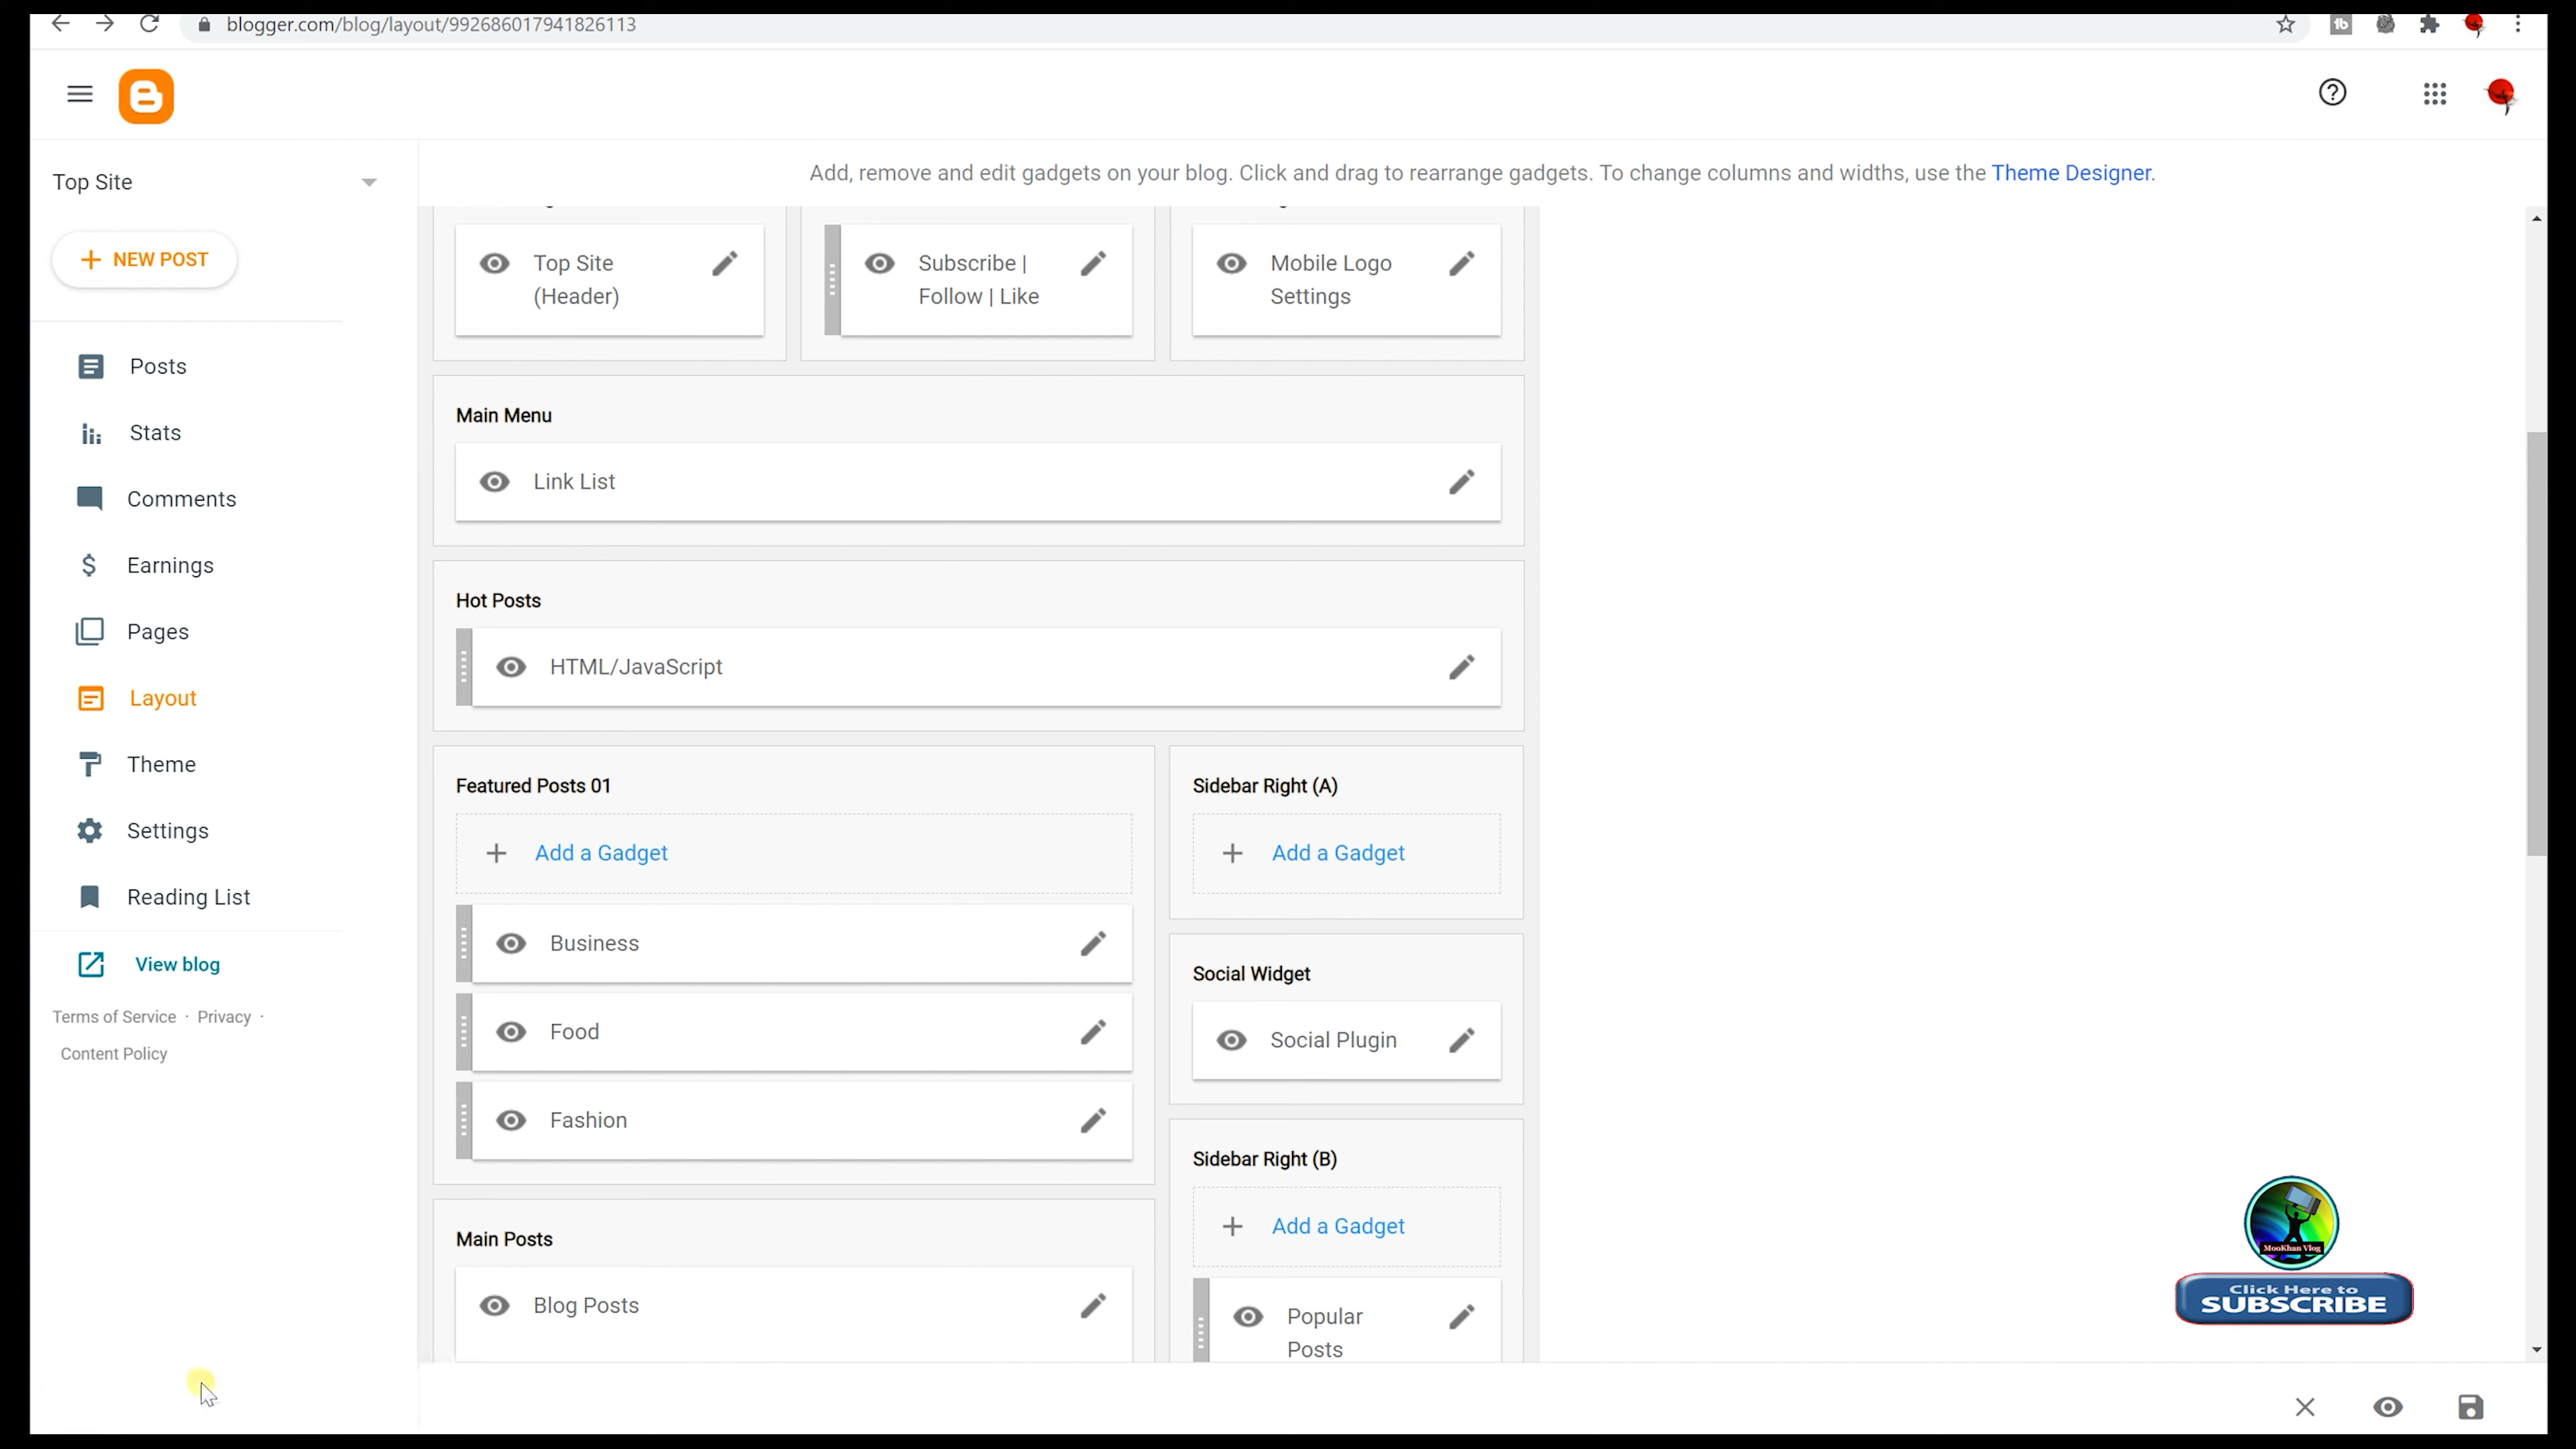 blogger.com/blog/layout/992686017941826113
Top Site
NEW POST
Posts
Stats
Comments
Earnings
Pages
Layout
Theme
Settings
Reading List
View blog
Terms of Service · Privacy ·
Content Policy
Add, remove and edit gadgets on your blog. Click and drag to rearrange gadgets. To change columns and widths, use the Theme Designer.
Top Site
(Header)
Subscribe |
Follow | Like
Mobile Logo
Settings
Main Menu
Link List
Hot Posts
HTML/JavaScript
Featured Posts 01
Add a Gadget
Business
Food
Fashion
Main Posts
Blog Posts
Sidebar Right (A)
Add a Gadget
Social Widget
Social Plugin
Sidebar Right (B)
Add a Gadget
Popular
Posts
MooKhan Vlog
Click Here to
SUBSCRIBE